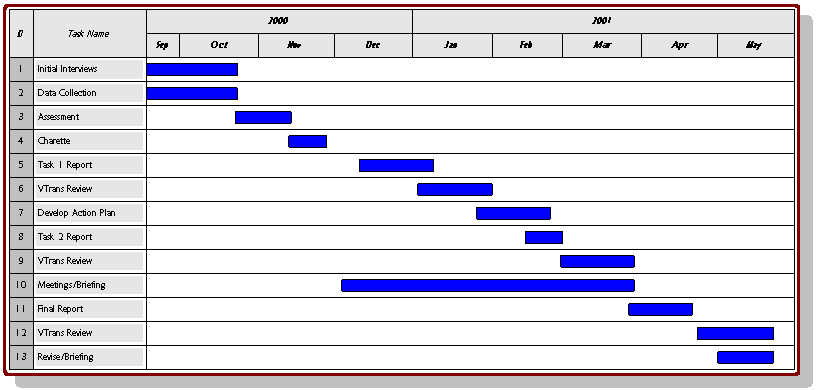 ID Task Name 2000 2001
Sep Oct Nov Dec Jan Feb Mar Apr May
1 Initial Interviews
2 Data Collection
3 Assessment
4 Charette
5 Task 1 Report
6 VTrans Review
7 Develop Action Plan
8 Task 2 Report
9 VTrans Review
10 Meetings/Briefing
11 Final Report
12 VTrans Review
13 Revise/Briefing